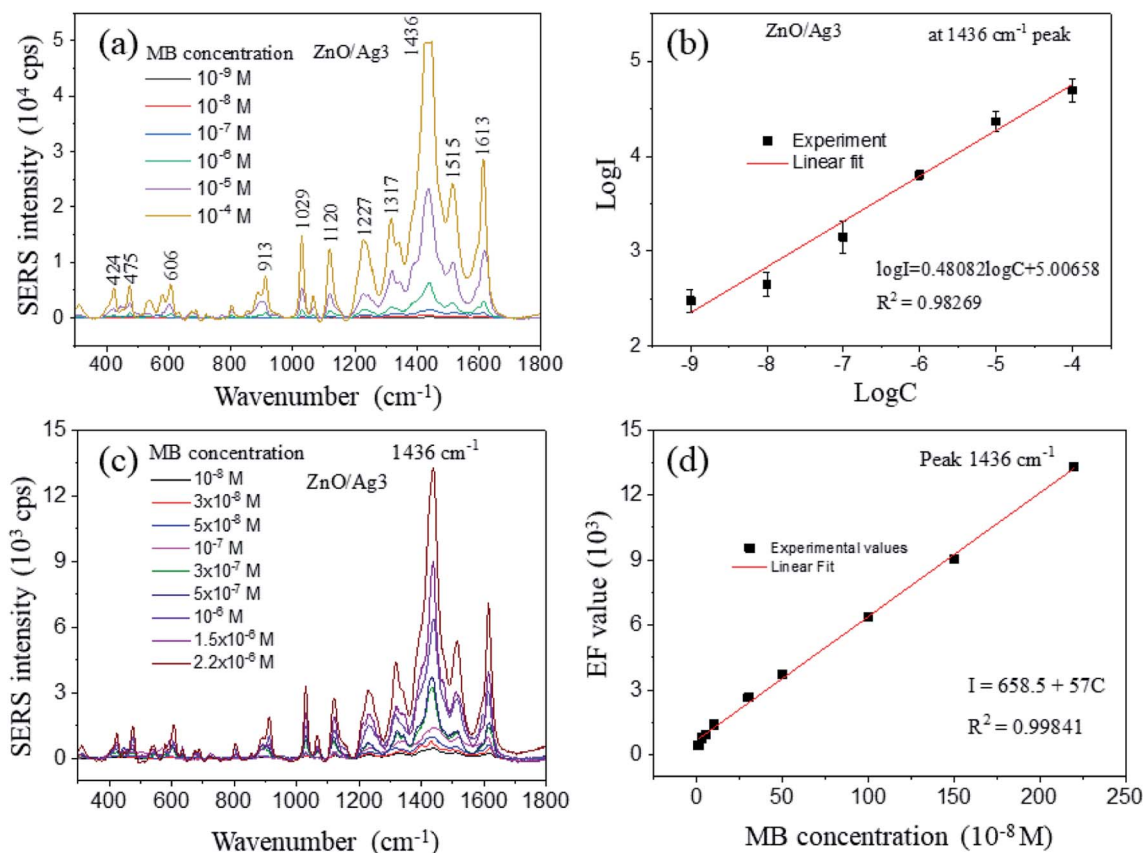 (a)
MB concentration
ZnO/Ag3
10⁻⁹ M
10⁻⁸ M
10⁻⁷ M
10⁻⁶ M
10⁻⁵ M
10⁻⁴ M
424
475
606
913
1029
1120
1227
1317
1436
1515
1613
5
4
3
2
1
0
SERS intensity (10⁴ cps)
400 600 800 1000 1200 1400 1600 1800
Wavenumber (cm⁻¹)
(b)
ZnO/Ag3
at 1436 cm⁻¹ peak
Experiment
Linear fit
logI=0.48082logC+5.00658
R² = 0.98269
5
4
3
2
LogI
-9 -8 -7 -6 -5 -4
LogC
(c)
MB concentration
1436 cm⁻¹
ZnO/Ag3
10⁻⁸ M
3x10⁻⁸ M
5x10⁻⁸ M
10⁻⁷ M
3x10⁻⁷ M
5x10⁻⁷ M
10⁻⁶ M
1.5x10⁻⁶ M
2.2x10⁻⁶ M
15
12
9
6
3
0
SERS intensity (10³ cps)
400 600 800 1000 1200 1400 1600 1800
Wavenumber (cm⁻¹)
(d)
Peak 1436 cm⁻¹
Experimental values
Linear Fit
I = 658.5 + 57C
R² = 0.99841
15
12
9
6
3
0
EF value (10³)
0 50 100 150 200 250
MB concentration (10⁻⁸ M)